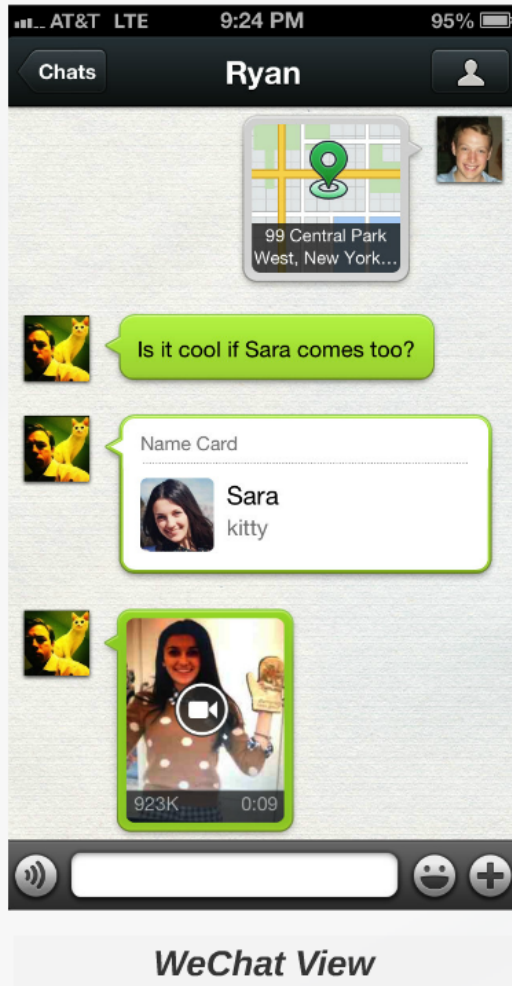 AT&T LTE 9:24 PM 95%
Chats Ryan
99 Central Park
West, New York...
Is it cool if Sara comes too?
Name Card
Sara
kitty
923K 0:09
WeChat View